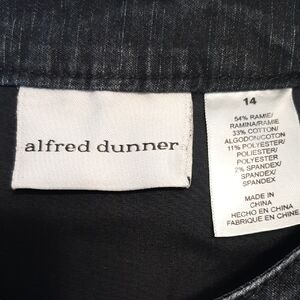 alfred dunner
14
54% RAMIE/
RAMINA/RAMIE
33% COTTON/
ALGODON/COTON
11% POLYESTER/
POLIESTER/
POLYESTER
2% SPANDEX/
SPANDEX/
SPANDEX
MADE IN
CHINA
HECHO EN CHINA
FABRIQUE EN CHINE